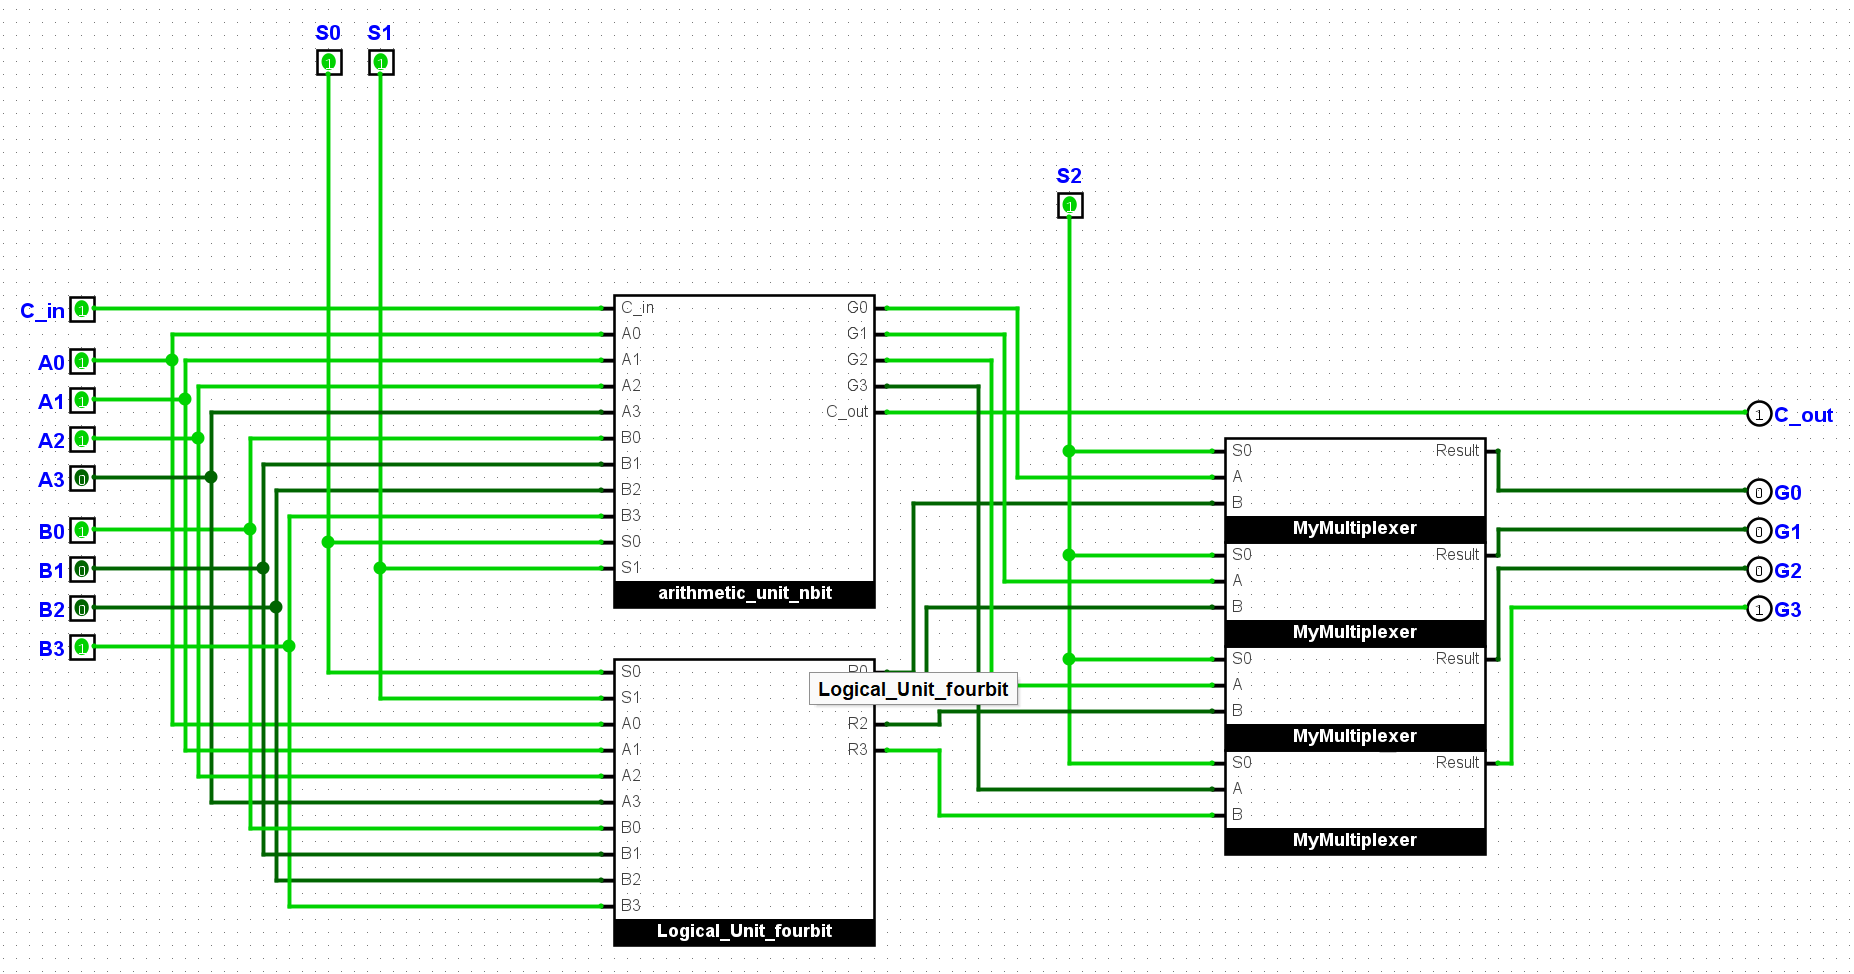 S0 S1
1 1
S2
1
C_in 1
A0 1
A1 1
A2 1
A3 0
B0 1
B1 0
B2 0
B3 1
C_in G0
A0 G1
A1 G2
A2 G3
A3 C_out
B0
B1
B2
B3
S0
S1
arithmetic_unit_nbit
S0 R0
S1
A0 R2
A1 R3
A2
A3
B0
B1
B2
B3
Logical_Unit_fourbit
Logical_Unit_fourbit
S0 Result
A
B
MyMultiplexer
S0 Result
A
B
MyMultiplexer
S0 Result
A
B
MyMultiplexer
S0 Result
A
B
MyMultiplexer
1 C_out
0 G0
0 G1
0 G2
1 G3